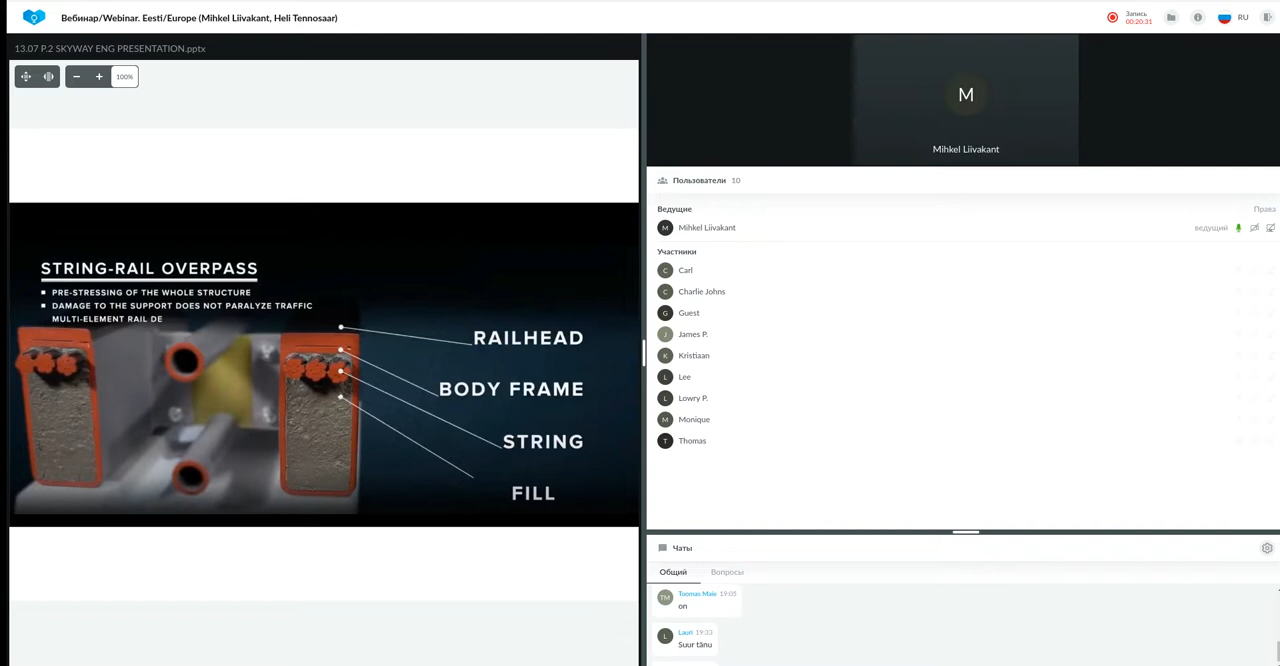 Вебинар/Webinar. Eesti/Europe (Mihkel Liivakant, Heli Tennosaar)
Запись
00:20:31
RU
13.07 P.2 SKYWAY ENG PRESENTATION.pptx
100%
STRING-RAIL OVERPASS
PRE-STRESSING OF THE WHOLE STRUCTURE
DAMAGE TO THE SUPPORT DOES NOT PARALYZE TRAFFIC
MULTI-ELEMENT RAIL DE
RAILHEAD
BODY FRAME
STRING
FILL
M
Mihkel Liivakant
Пользователи 10
Ведущие Права
M Mihkel Liivakant ведущий
Участники
C Carl
C Charlie Johns
G Guest
J James P.
K Kristiaan
L Lee
L Lowry P.
M Monique
T Thomas
Чаты
Общий Вопросы
TM Toomas Maie 19:05
on
L Lauri 19:33
Suur tänu